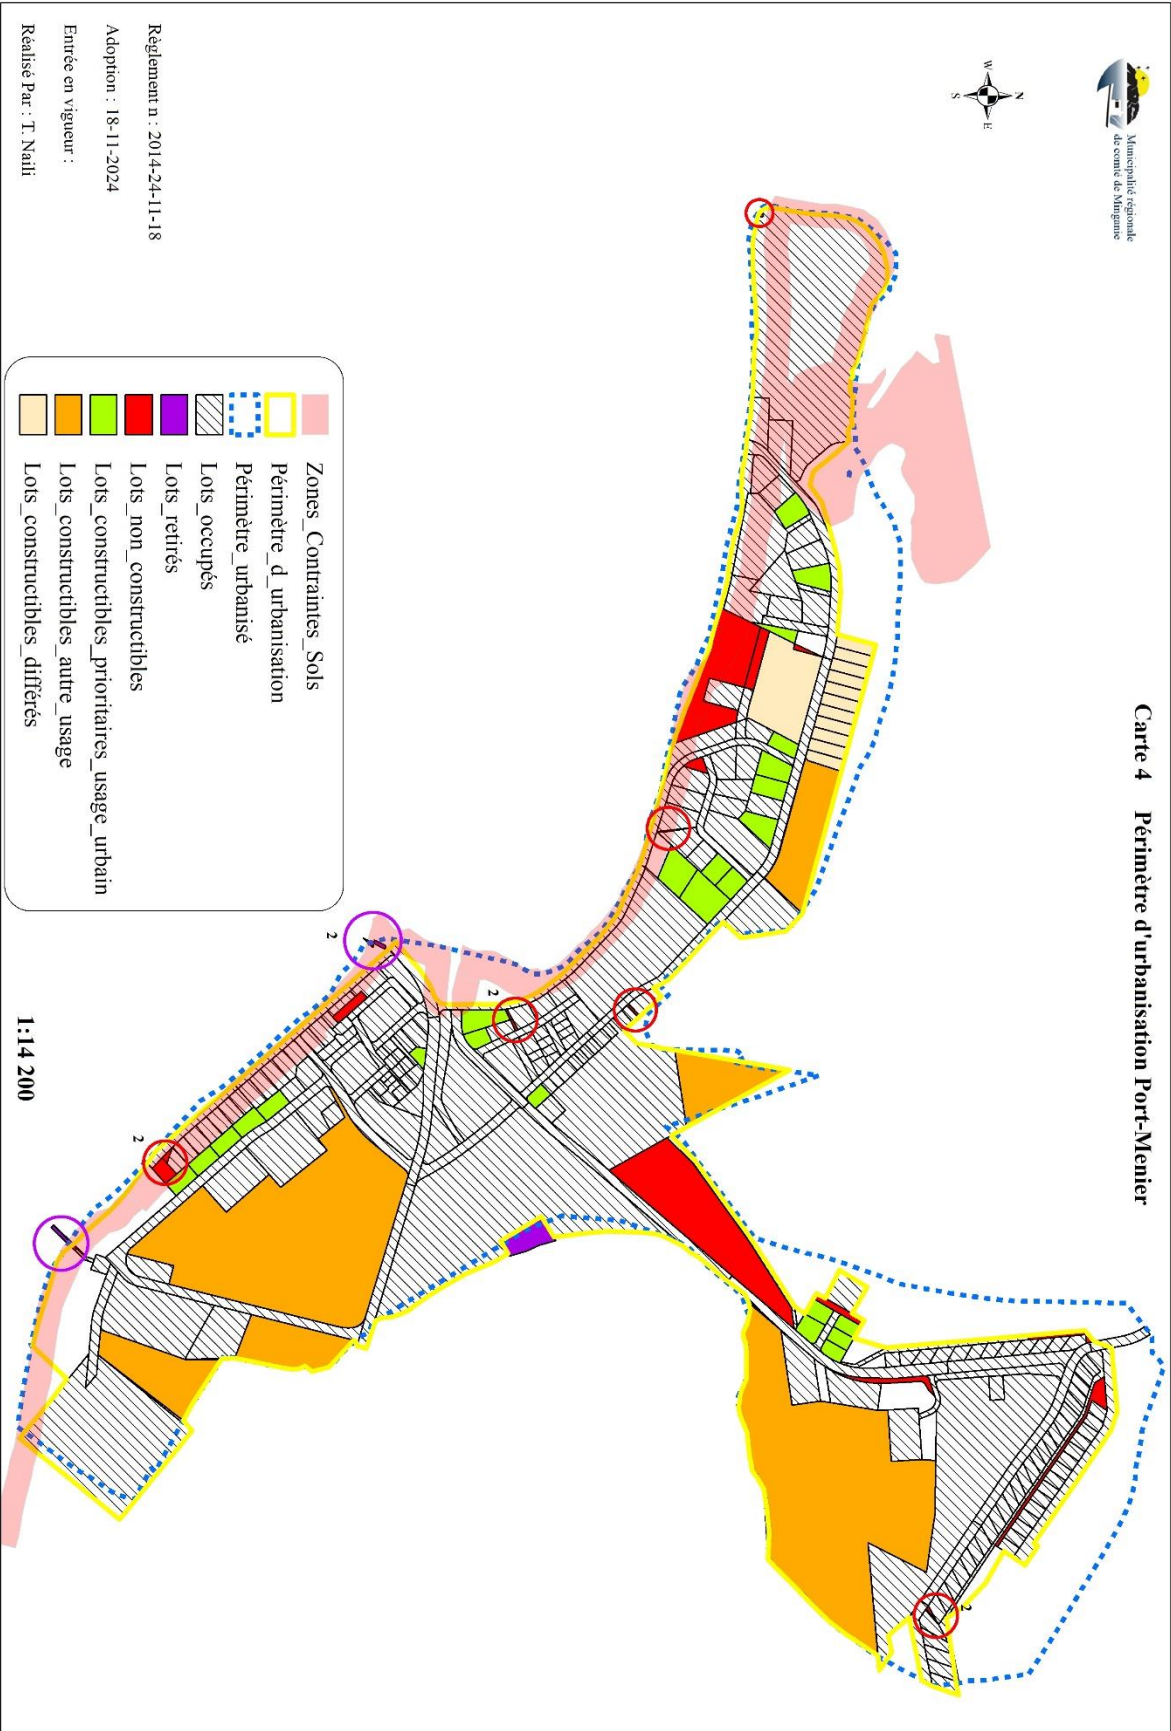 Carte 4 Périmètre d'urbanisation Port-Menier
Municipalité régionale
de comté de Minganie
N
W
E
S
2
2
2
2
Zones_Contraintes_Sols
Périmètre_d_urbanisation
Périmètre_urbanisé
Lots_occupés
Lots_retirés
Lots_non_constructibles
Lots_constructibles_prioritaires_usage_urbain
Lots_constructibles_autre_usage
Lots_constructibles_différés
Règlement n : 2014-24-11-18
Adoption : 18-11-2024
Entrée en vigueur :
Réalisé Par : T. Naili
1:14 200